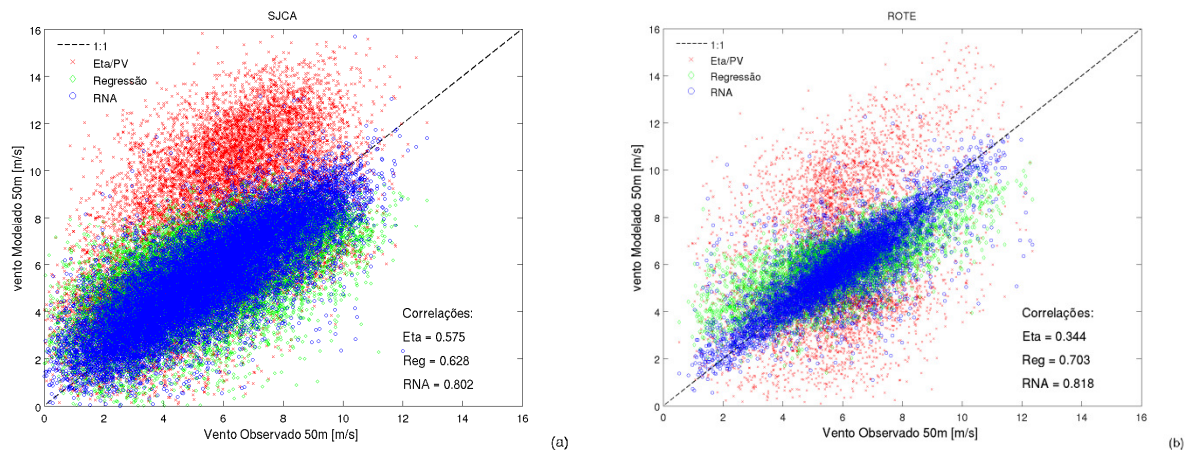 SJCA
16
14
12
10
8
6
4
2
0
vento Modelado 50m [m/s]
1:1
Eta/PV
Regressão
RNA
Correlações:
Eta = 0.575
Reg = 0.628
RNA = 0.802
0 2 4 6 8 10 12 14 16
Vento Observado 50m [m/s]
(a)
ROTE
16
14
12
10
8
6
4
2
0
vento Modelado 50m [m/s]
1:1
Eta/PV
Regressão
RNA
Correlações:
Eta = 0.344
Reg = 0.703
RNA = 0.818
0 2 4 6 8 10 12 14 16
Vento Observado 50m [m/s]
(b)